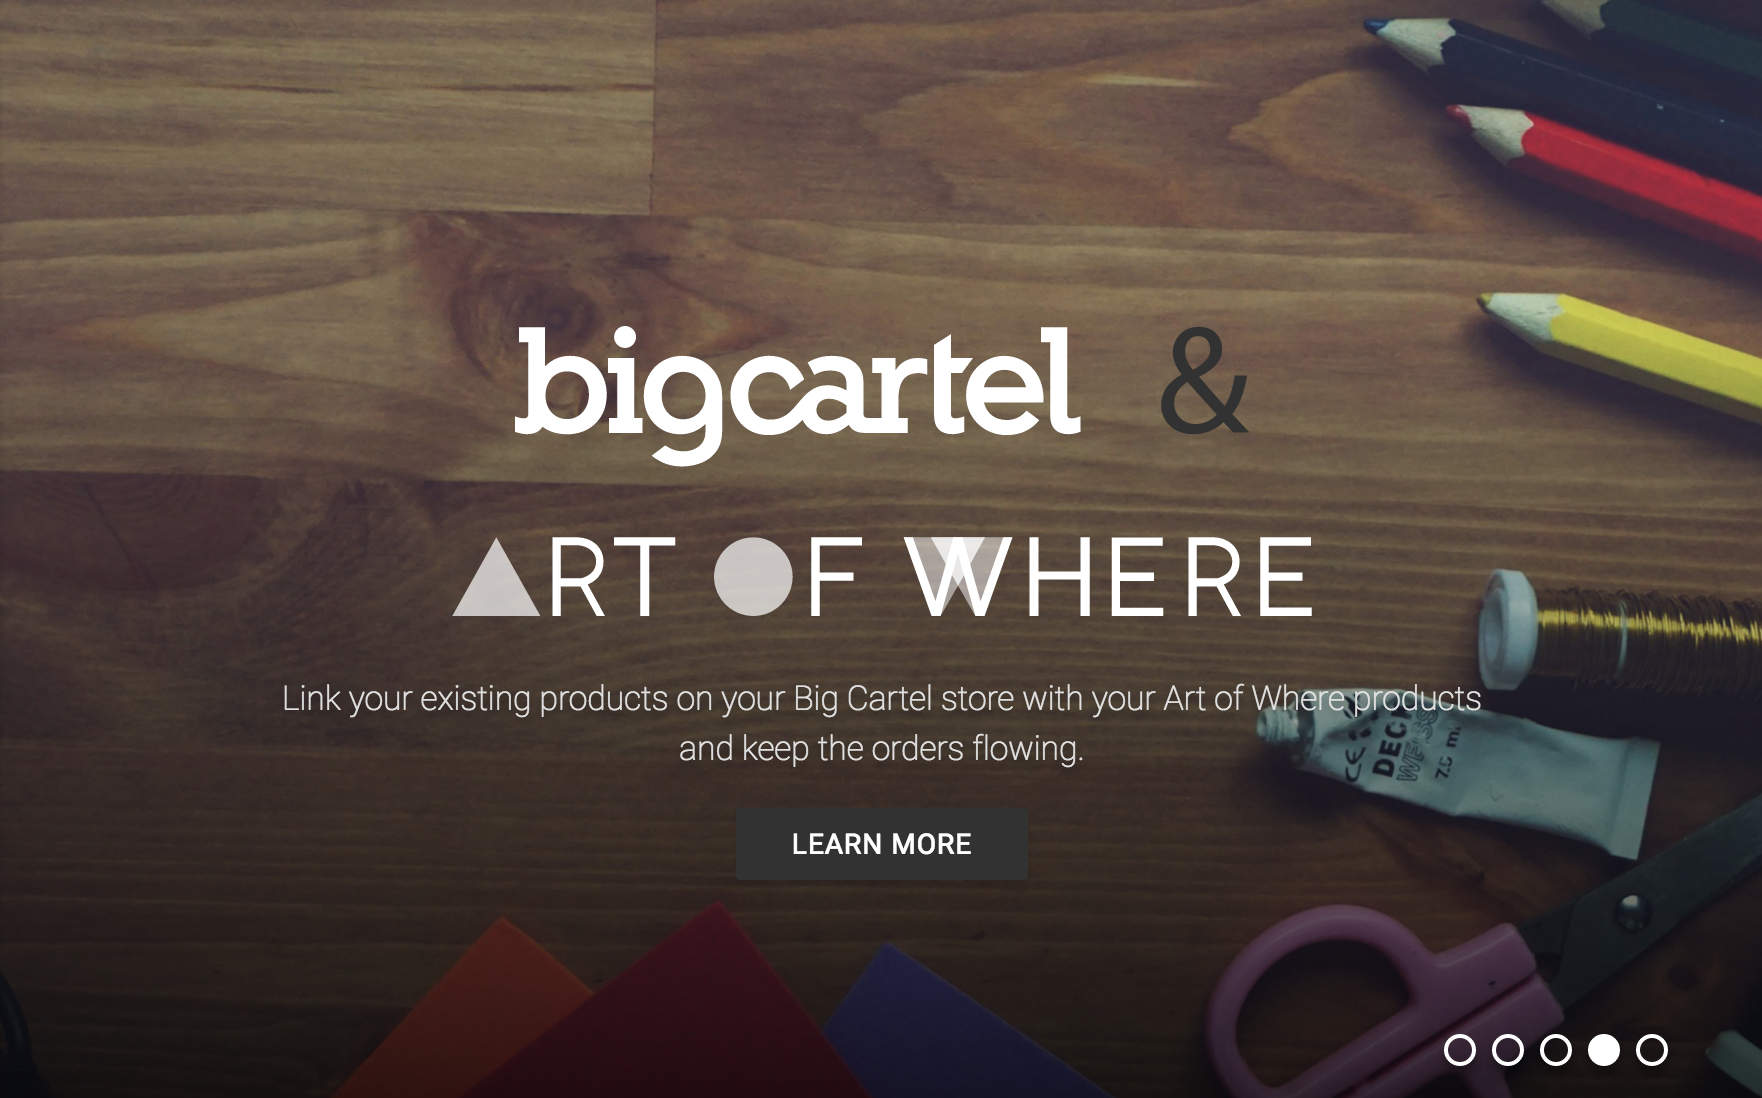 bigcartel &
ART OF WHERE
Link your existing products on your Big Cartel store with your Art of Where products
and keep the orders flowing.
CE DECO
7.5 ml
LEARN MORE